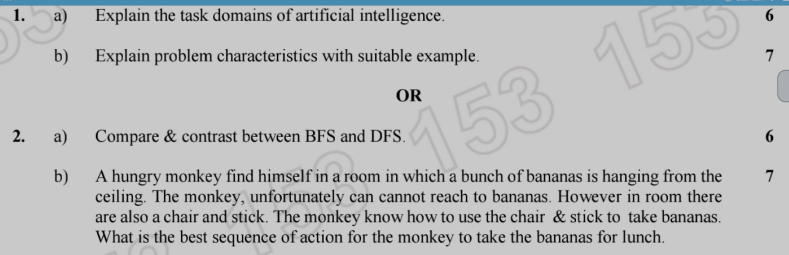 1. a) Explain the task domains of artificial intelligence. 6
b) Explain problem characteristics with suitable example. 7
OR
2. a) Compare & contrast between BFS and DFS. 6
b) A hungry monkey find himself in a room in which a bunch of bananas is hanging from the 7
ceiling. The monkey, unfortunately can cannot reach to bananas. However in room there
are also a chair and stick. The monkey know how to use the chair & stick to take bananas.
What is the best sequence of action for the monkey to take the bananas for lunch.
153
153
153